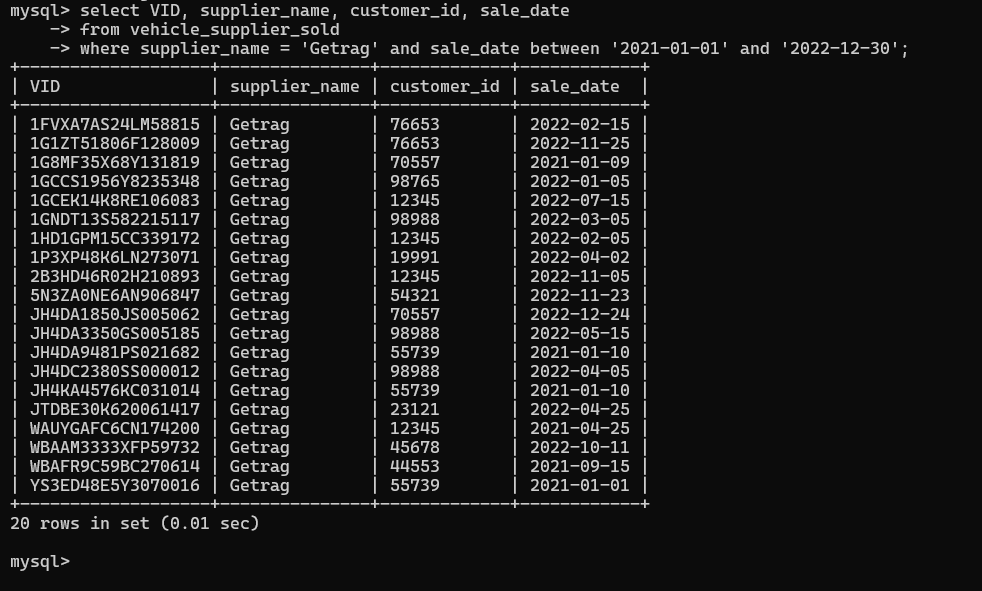 mysql> select VID, supplier_name, customer_id, sale_date
    -> from vehicle_supplier_sold
    -> where supplier_name = 'Getrag' and sale_date between '2021-01-01' and '2022-12-30';
+-------------------+---------------+-------------+------------+
| VID               | supplier_name | customer_id | sale_date  |
+-------------------+---------------+-------------+------------+
| 1FVXA7AS24LM58815 | Getrag        | 76653       | 2022-02-15 |
| 1G1ZT51806F128009 | Getrag        | 76653       | 2022-11-25 |
| 1G8MF35X68Y131819 | Getrag        | 70557       | 2021-01-09 |
| 1GCCS1956Y8235348 | Getrag        | 98765       | 2022-01-05 |
| 1GCEK14K8RE106083 | Getrag        | 12345       | 2022-07-15 |
| 1GNDT13S582215117 | Getrag        | 98988       | 2022-03-05 |
| 1HD1GPM15CC339172 | Getrag        | 12345       | 2022-02-05 |
| 1P3XP48K6LN273071 | Getrag        | 19991       | 2022-04-02 |
| 2B3HD46R02H210893 | Getrag        | 12345       | 2022-11-05 |
| 5N3ZA0NE6AN906847 | Getrag        | 54321       | 2022-11-23 |
| JH4DA1850JS005062 | Getrag        | 70557       | 2022-12-24 |
| JH4DA3350GS005185 | Getrag        | 98988       | 2022-05-15 |
| JH4DA9481PS021682 | Getrag        | 55739       | 2021-01-10 |
| JH4DC2380SS000012 | Getrag        | 98988       | 2022-04-05 |
| JH4KA4576KC031014 | Getrag        | 55739       | 2021-01-10 |
| JTDBE30K620061417 | Getrag        | 23121       | 2022-04-25 |
| WAUYGAFC6CN174200 | Getrag        | 12345       | 2021-04-25 |
| WBAAM3333XFP59732 | Getrag        | 45678       | 2022-10-11 |
| WBAFR9C59BC270614 | Getrag        | 44553       | 2021-09-15 |
| YS3ED48E5Y3070016 | Getrag        | 55739       | 2021-01-01 |
+-------------------+---------------+-------------+------------+
20 rows in set (0.01 sec)
mysql>